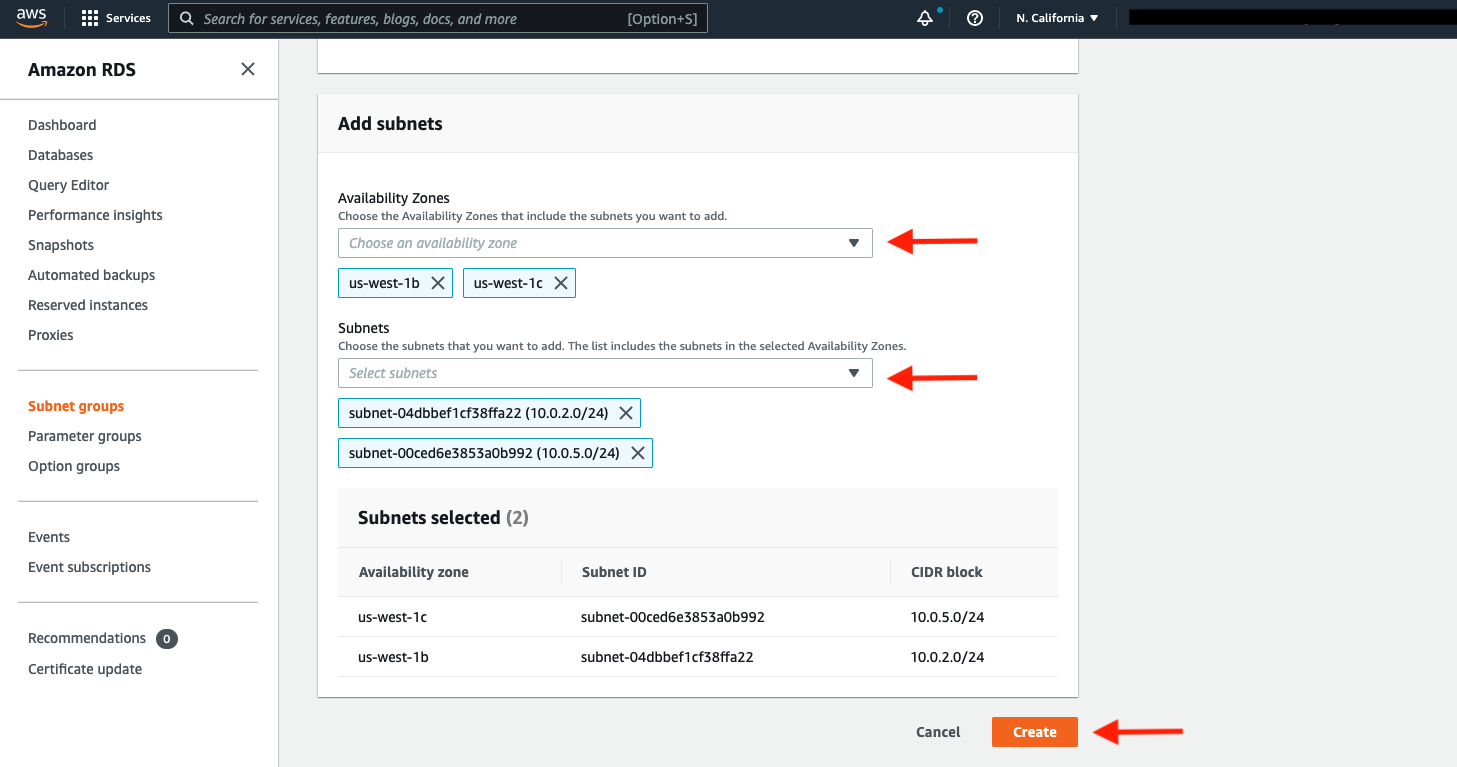 aws
Services
Search for services, features, blogs, docs, and more
[Option+S]
N. California
Amazon RDS
Dashboard
Databases
Query Editor
Performance insights
Snapshots
Automated backups
Reserved instances
Proxies
Subnet groups
Parameter groups
Option groups
Events
Event subscriptions
Recommendations 0
Certificate update
Add subnets
Availability Zones
Choose the Availability Zones that include the subnets you want to add.
Choose an availability zone
us-west-1b us-west-1c
Subnets
Choose the subnets that you want to add. The list includes the subnets in the selected Availability Zones.
Select subnets
subnet-04dbbef1cf38ffa22 (10.0.2.0/24)
subnet-00ced6e3853a0b992 (10.0.5.0/24)
Subnets selected (2)
Availability zone Subnet ID CIDR block
us-west-1c subnet-00ced6e3853a0b992 10.0.5.0/24
us-west-1b subnet-04dbbef1cf38ffa22 10.0.2.0/24
Cancel Create